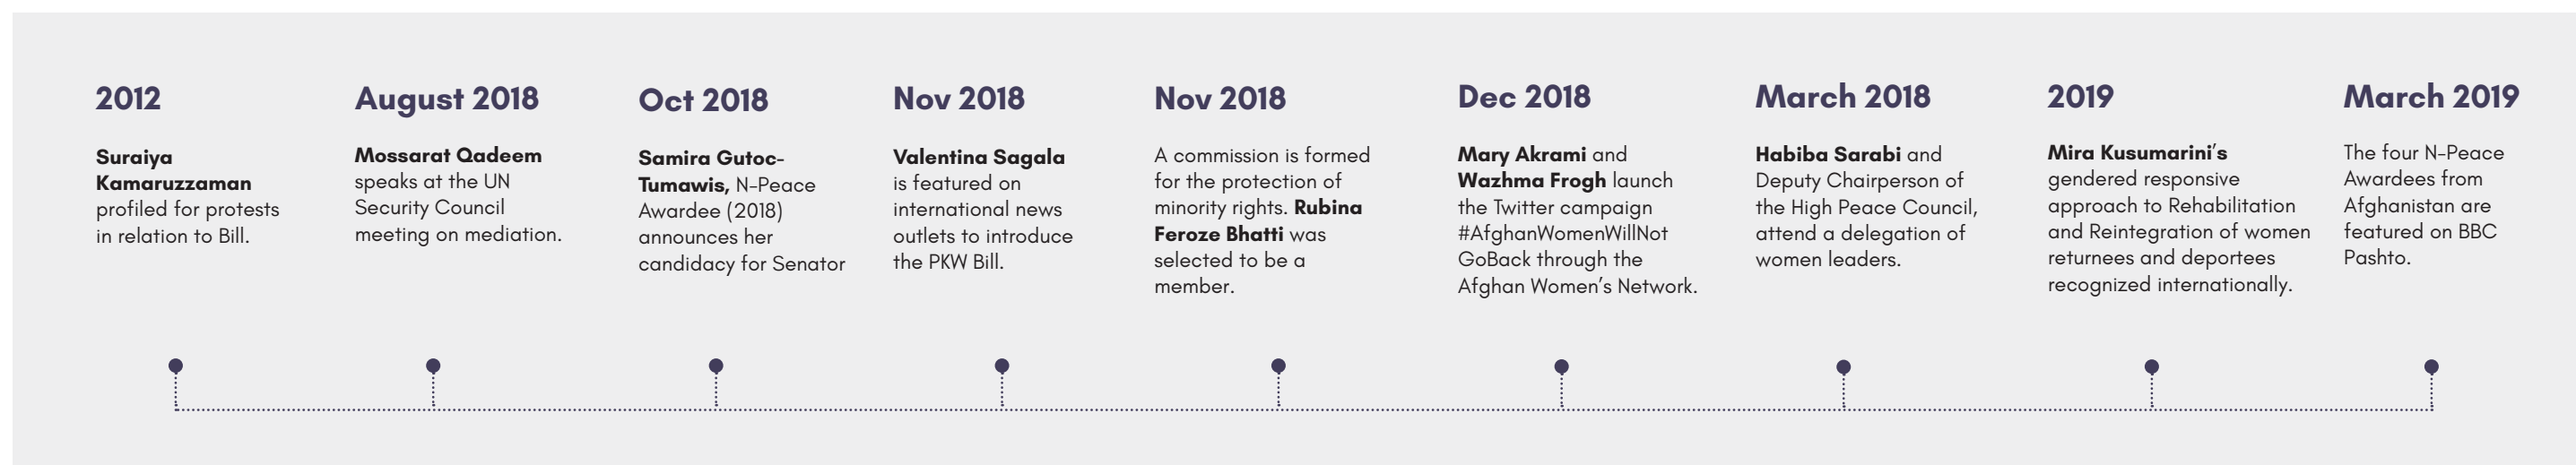 2012
Suraiya
Kamaruzzaman
profiled for protests
in relation to Bill.
August 2018
Mossarat Qadeem
speaks at the UN
Security Council
meeting on mediation.
Oct 2018
Samira Gutoc-
Tumawis, N-Peace
Awardee (2018)
announces her
candidacy for Senator
Nov 2018
Valentina Sagala
is featured on
international news
outlets to introduce
the PKW Bill.
Nov 2018
A commission is formed
for the protection of
minority rights. Rubina
Feroze Bhatti was
selected to be a
member.
Dec 2018
Mary Akrami and
Wazhma Frogh launch
the Twitter campaign
#AfghanWomenWillNot
GoBack through the
Afghan Women's Network.
March 2018
Habiba Sarabi and
Deputy Chairperson of
the High Peace Council,
attend a delegation of
women leaders.
2019
Mira Kusumarini's
gendered responsive
approach to Rehabilitation
and Reintegration of women
returnees and deportees
recognized internationally.
March 2019
The four N-Peace
Awardees from
Afghanistan are
featured on BBC
Pashto.